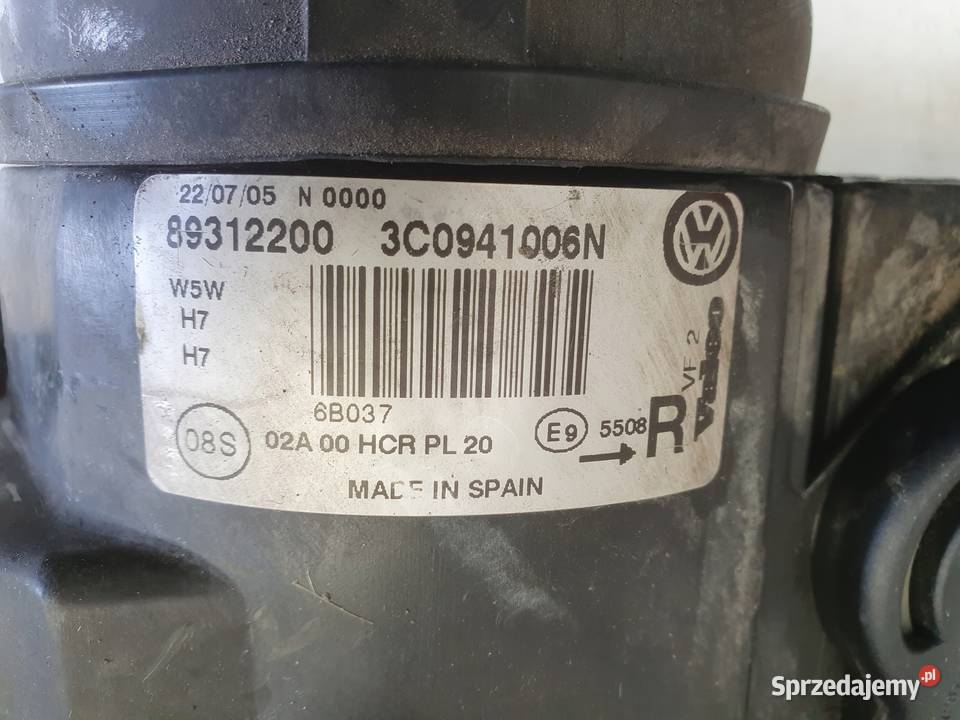 22/07/05 N 0000
89312200 3C0941006N
W5W
H7
H7
6B037
08S 02A 00 HCR PL 20 E9 5508 R
VF 2
Valeo
MADE IN SPAIN
Sprzedajemy.pl